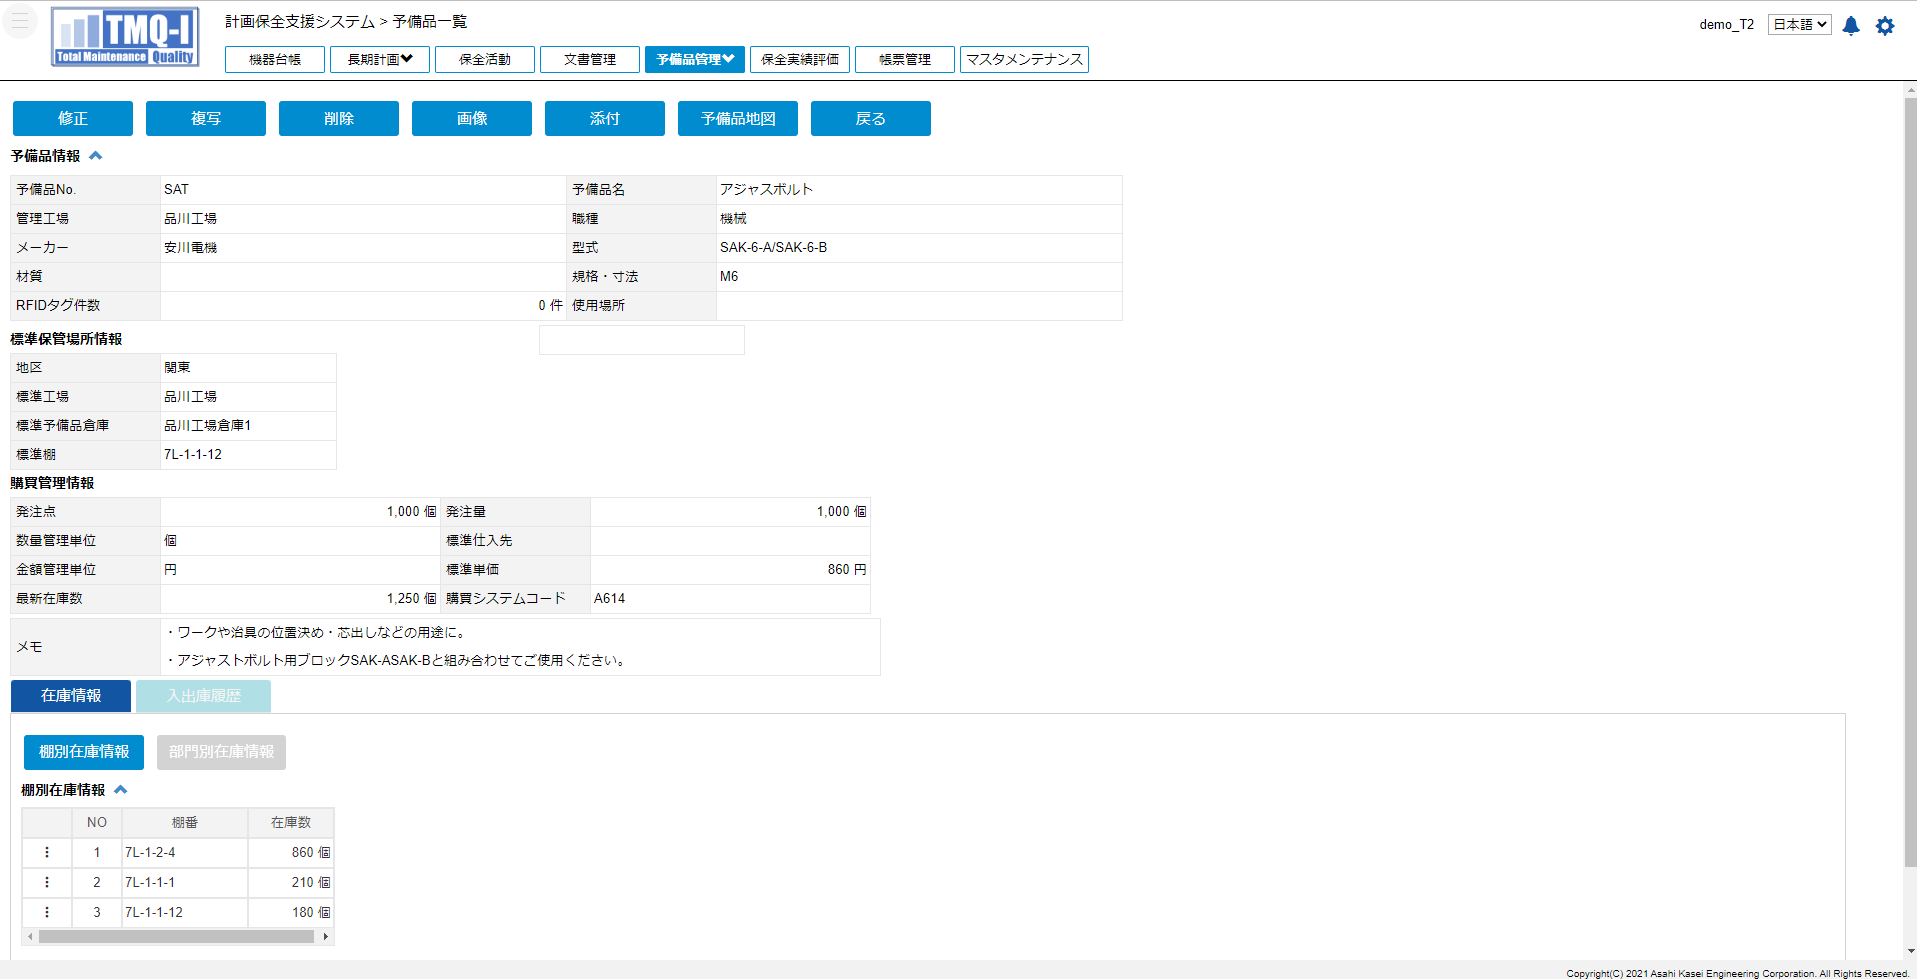 TMQ-I
Total Maintenance Quality
計画保全支援システム > 予備品一覧
demo_T2
日本語
機器台帳 長期計画 保全活動 文書管理 予備品管理 保全実績評価 帳票管理 マスタメンテナンス
修正 複写 削除 画像 添付 予備品地図 戻る
予備品情報
予備品No. SAT 予備品名 アジャスボルト
管理工場 品川工場 職種 機械
メーカー 安川電機 型式 SAK-6-A/SAK-6-B
材質 規格・寸法 M6
RFIDタグ件数 0 件 使用場所
標準保管場所情報
地区 関東
標準工場 品川工場
標準予備品倉庫 品川工場倉庫1
標準棚 7L-1-1-12
購買管理情報
発注点 1,000 個 発注量 1,000 個
数量管理単位 個 標準仕入先
金額管理単位 円 標準単価 860 円
最新在庫数 1,250 個 購買システムコード A614
メモ
・ワークや治具の位置決め・芯出しなどの用途に。
・アジャストボルト用ブロックSAK-ASAK-Bと組み合わせてご使用ください。
在庫情報 入出庫履歴
棚別在庫情報 部門別在庫情報
棚別在庫情報
NO 棚番 在庫数
1 7L-1-2-4 860 個
2 7L-1-1-1 210 個
3 7L-1-1-12 180 個
Copyright(C) 2021 Asahi Kasei Engineering Corporation. All Rights Reserved.